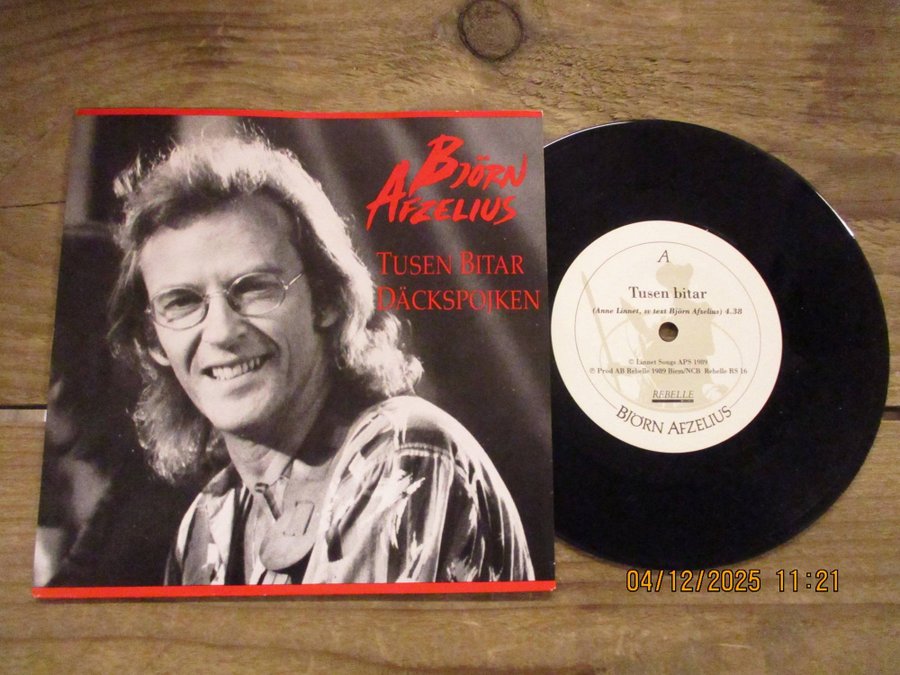 BJÖRN
AFZELIUS
TUSEN BITAR
DÄCKSPOJKEN
A
Tusen bitar
(Anne Linnet, sv text Björn Afzelius) 4.38
© Linnet Songs APS 1989
℗ Prod AB Rebelle 1989 Biem/NCB Rebelle RS 16
REBELLE
BJÖRN AFZELIUS
04/12/2025 11:21